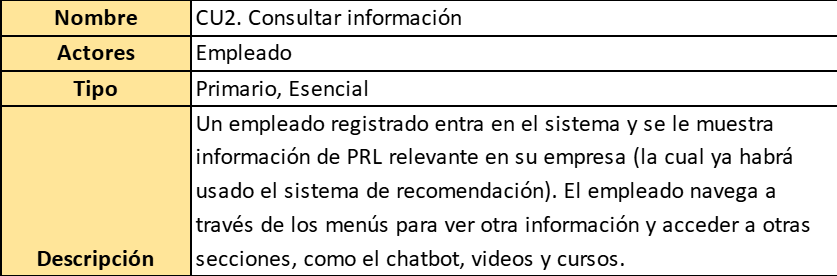 Nombre CU2. Consultar información
Actores Empleado
Tipo Primario, Esencial
Un empleado registrado entra en el sistema y se le muestra
información de PRL relevante en su empresa (la cual ya habrá
usado el sistema de recomendación). El empleado navega a
través de los menús para ver otra información y acceder a otras
Descripción secciones, como el chatbot, videos y cursos.